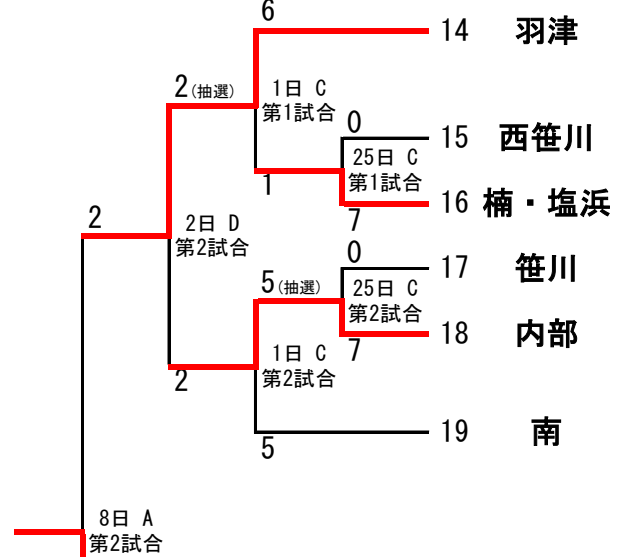 6
14 羽津
2(抽選)
1日 C
第1試合
0
15 西笹川
25日 C
第1試合
1
16 楠・塩浜
7
2
2日 D
第2試合
0
17 笹川
5(抽選)
25日 C
第2試合
18 内部
7
1日 C
第2試合
2
19 南
5
8日 A
第2試合